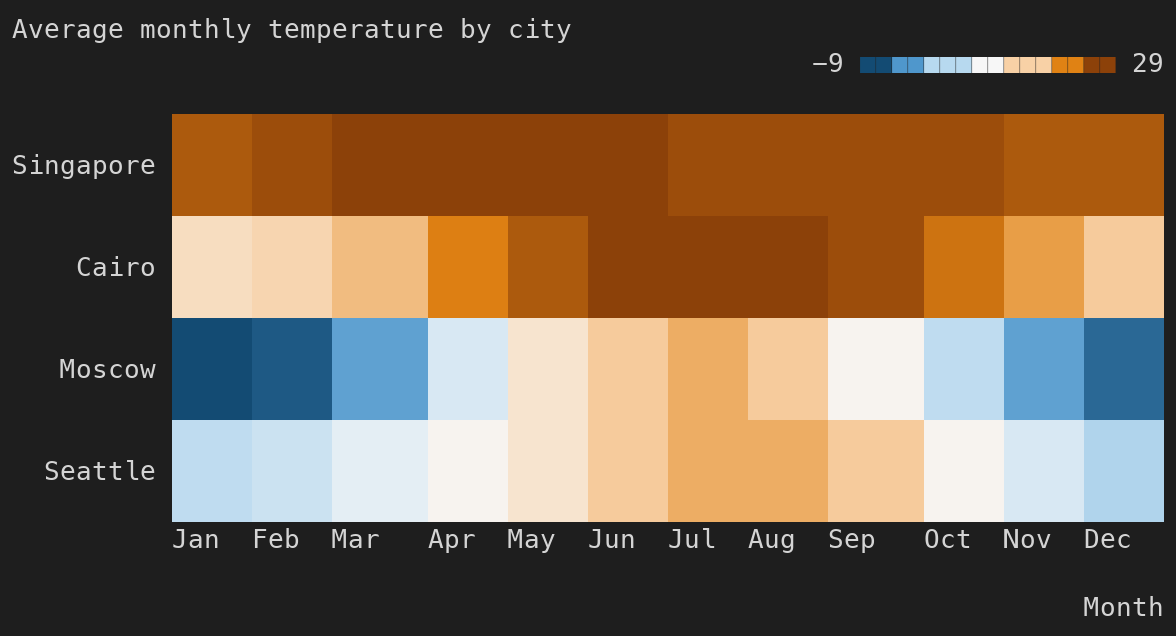 Average monthly temperature by city
−9 29
Singapore
Cairo
Moscow
Seattle
Jan Feb Mar Apr May Jun Jul Aug Sep Oct Nov Dec
Month